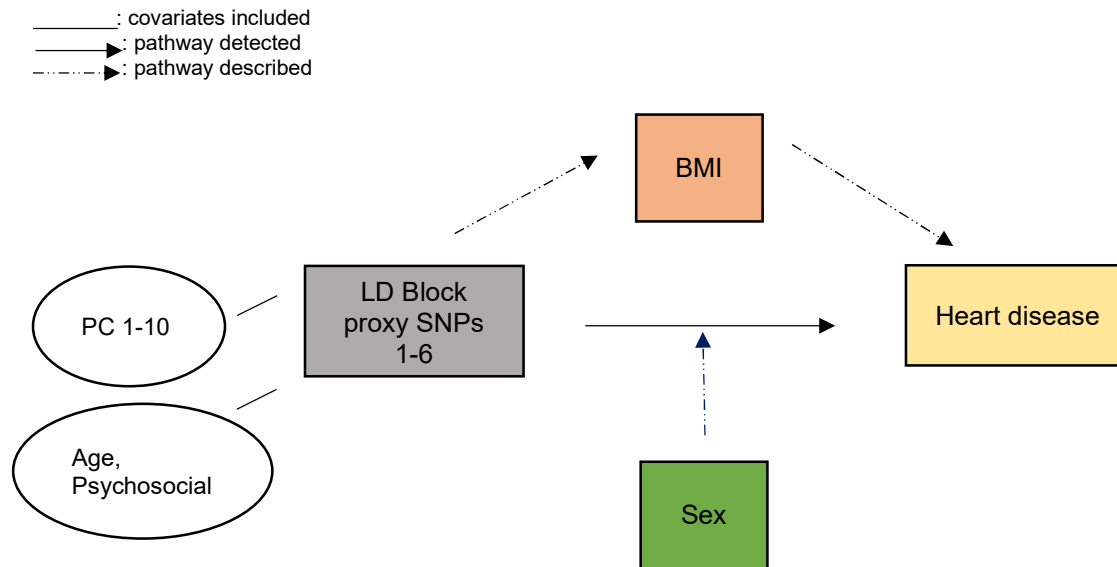 : covariates included
: pathway detected
: pathway described
BMI
LD Block
proxy SNPs
1-6
PC 1-10
Heart disease
Age,
Psychosocial
Sex